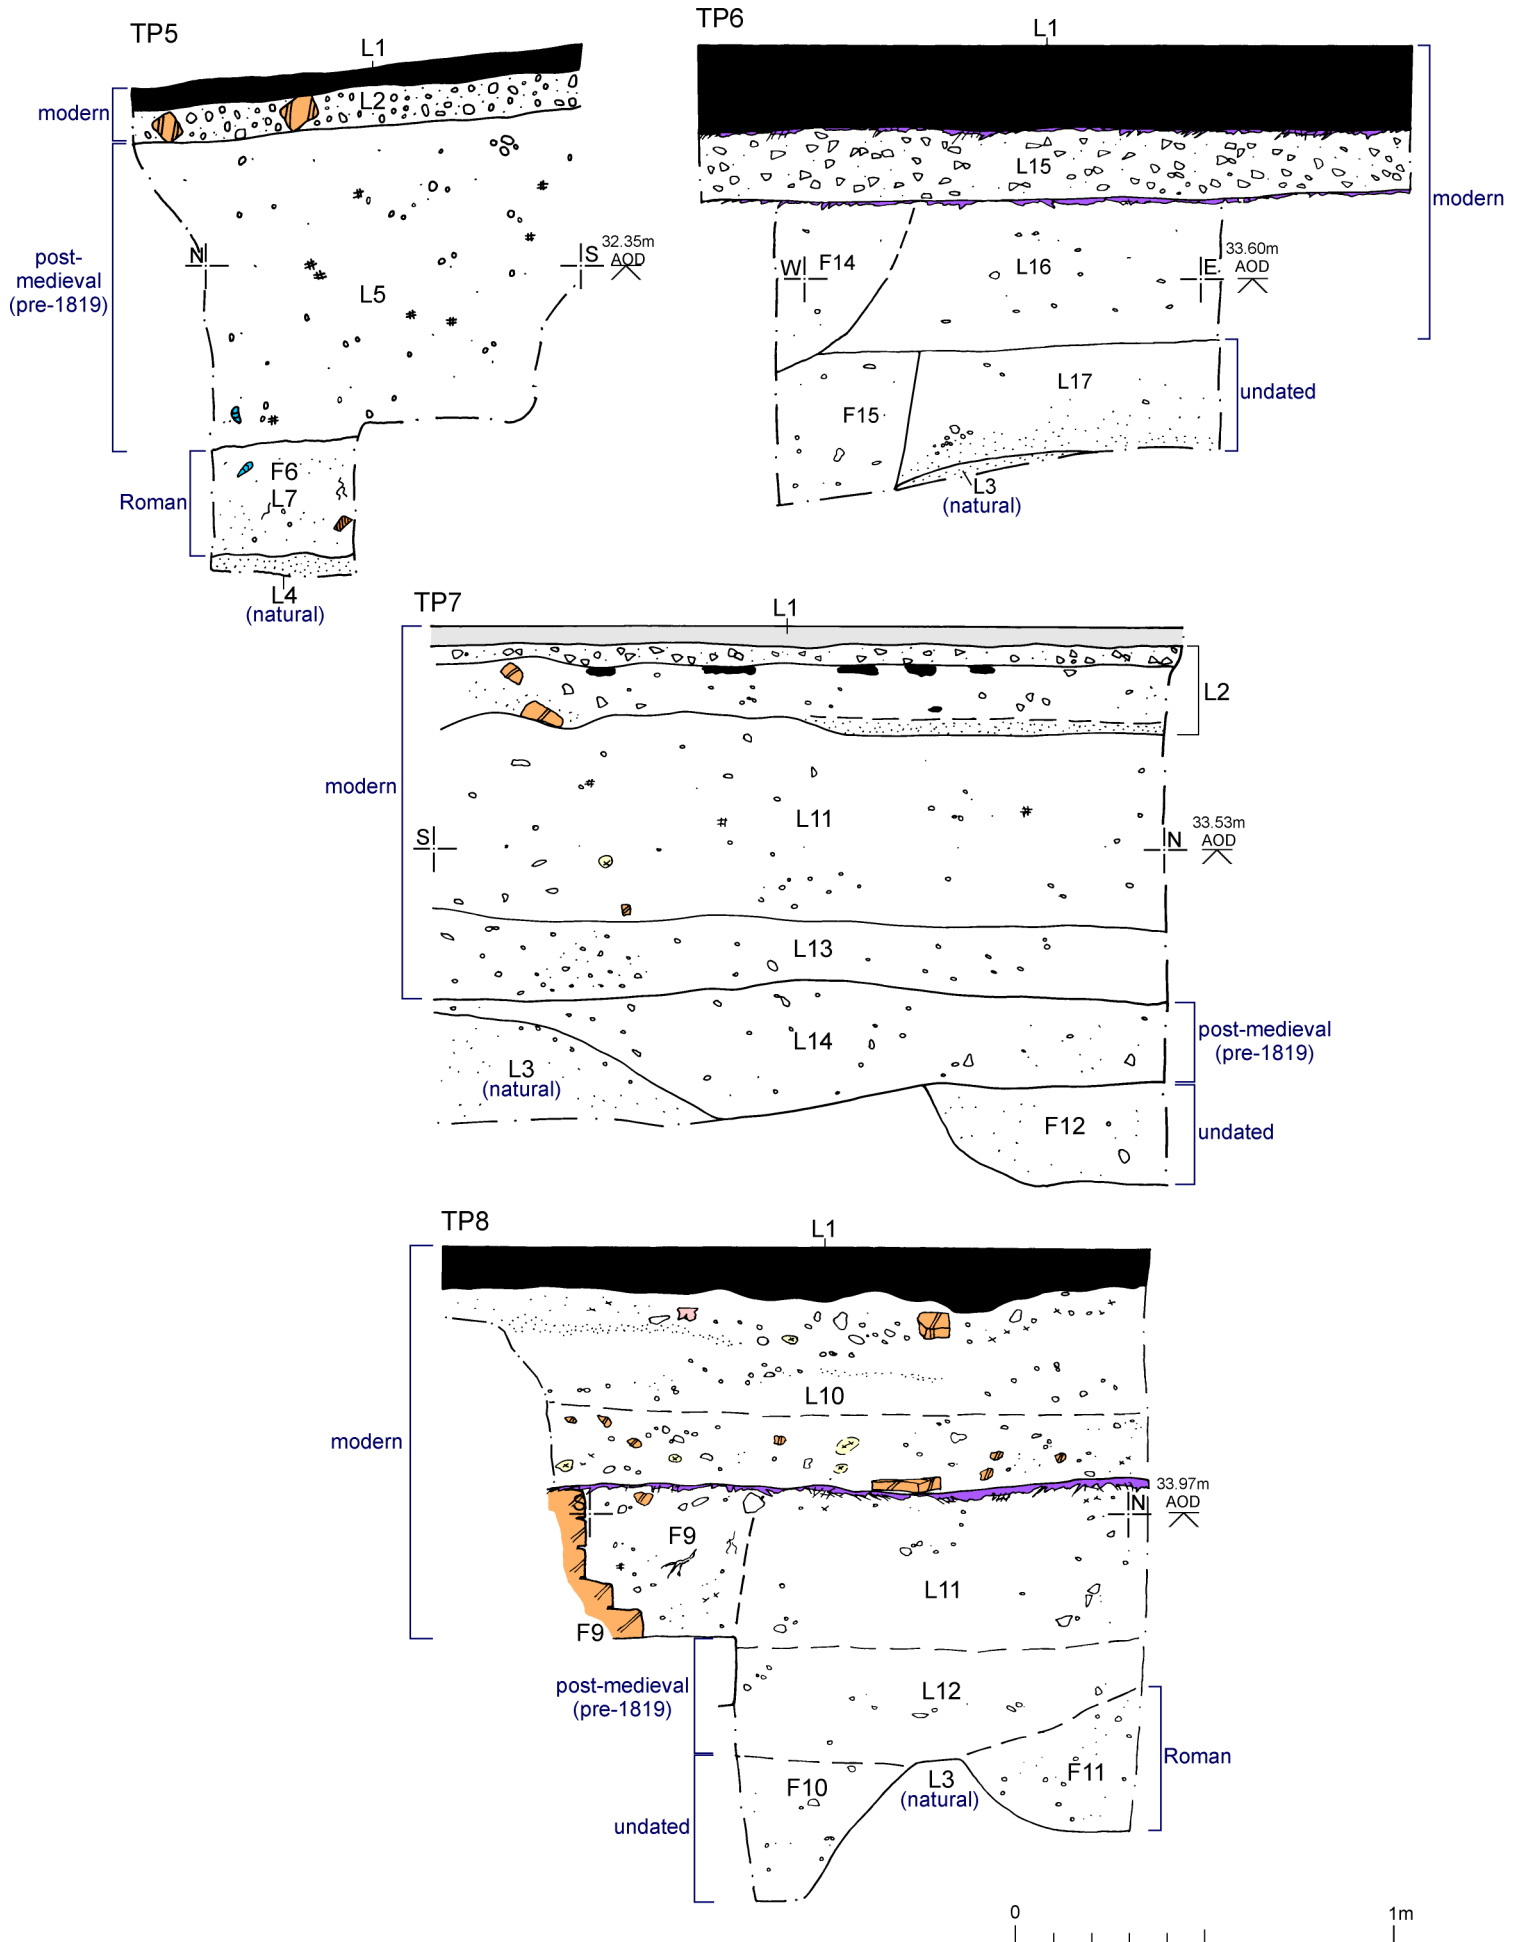 TP5
L1
modern
L2
post-
medieval
(pre-1819)
N
S
32.35m
AOD
L5
Roman
F6
L7
L4
(natural)
TP6
L1
L15
modern
W
F14
L16
E
33.60m
AOD
F15
L17
undated
L3
(natural)
TP7
L1
L2
modern
L11
S
N
33.53m
AOD
L13
L14
post-medieval
(pre-1819)
L3
(natural)
F12
undated
TP8
L1
L10
modern
33.97m
AOD
S
N
F9
L11
F9
post-medieval
(pre-1819)
L12
Roman
F10
L3
(natural)
F11
undated
0
1m